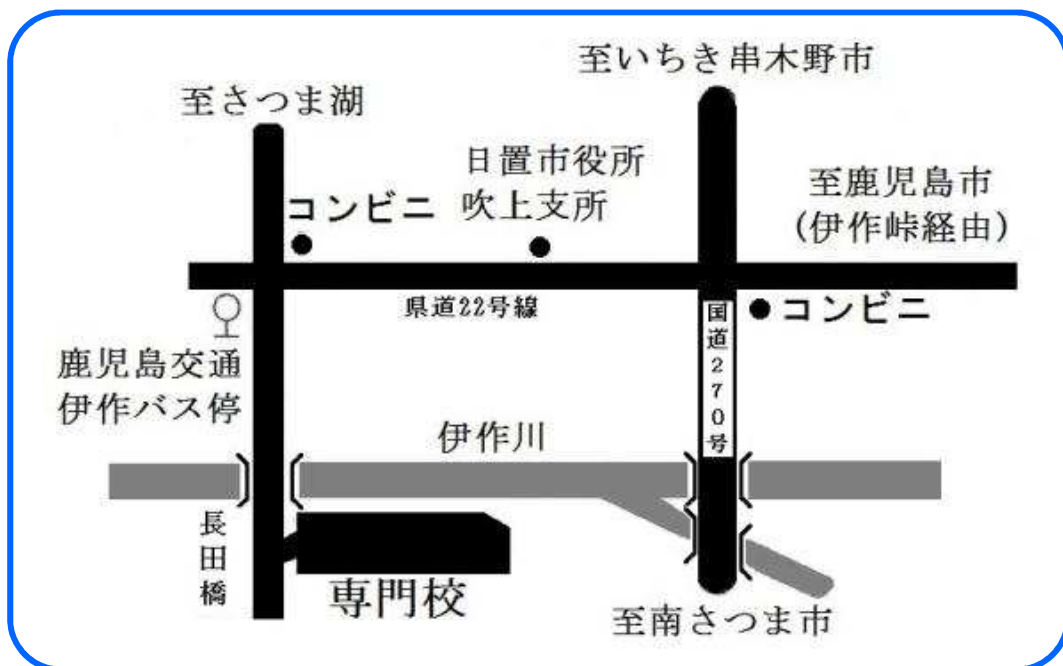 至いちき串木野市
至さつま湖
日置市役所
吹上支所
至鹿児島市
(伊作峠経由)
コンビニ
県道22号線
コンビニ
国道270号
鹿児島交通
伊作バス停
伊作川
長田橋
専門校
至南さつま市